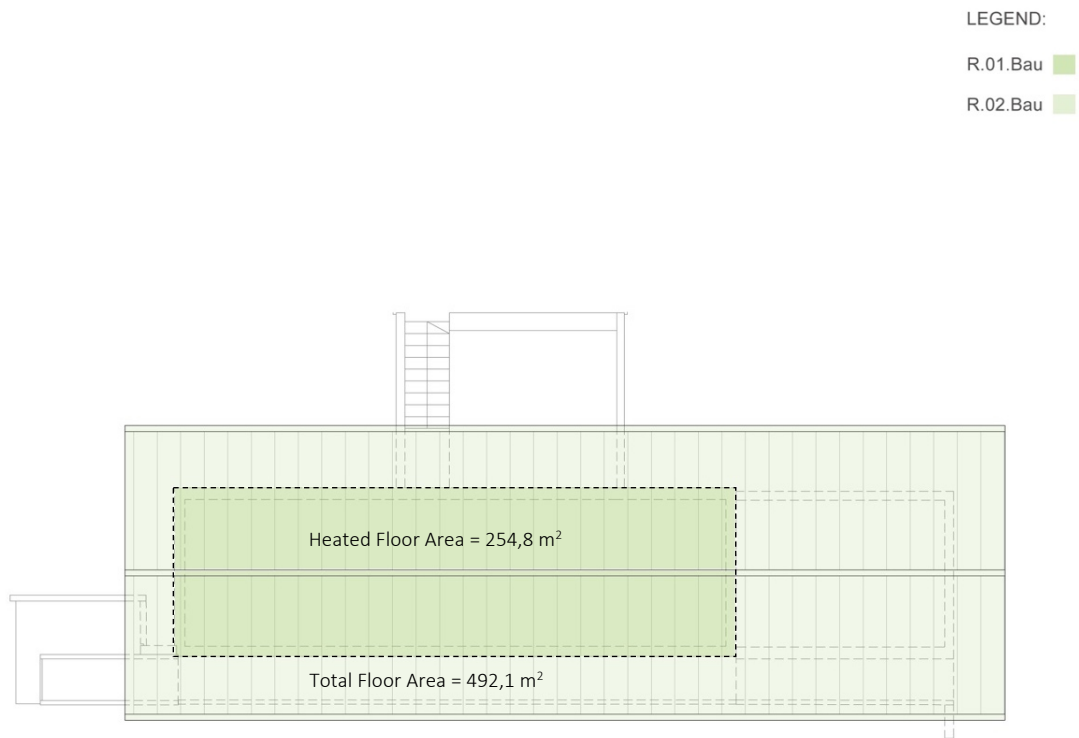 LEGEND:
R.01.Bau
R.02.Bau
Heated Floor Area = 254,8 m²
Total Floor Area = 492,1 m²